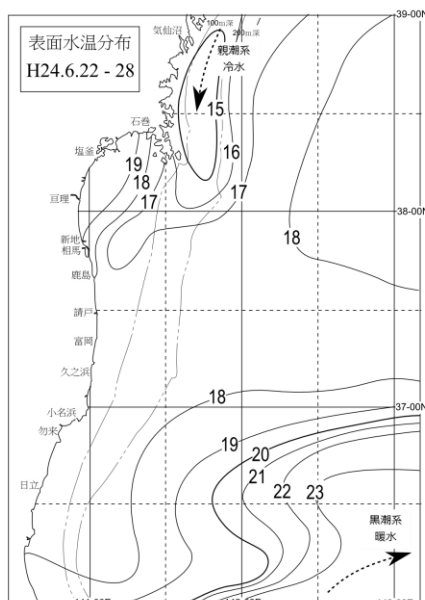 表面水温分布
H24.6.22 - 28
気仙沼
100m深
200m深
39-00N
親潮系
冷水
15
石巻
塩釜
16
19
18
17
17
亘理
38-00N
新地
相馬
18
鹿島
請戸
富岡
久之浜
18
37-00N
小名浜
勿来
19
20
21
22
23
日立
黒潮系
暖水